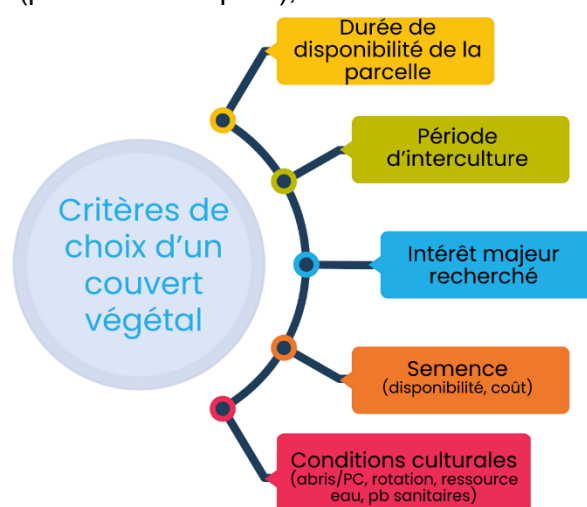 Durée de
disponibilité de la
parcelle
Période
d'interculture
Critères de
choix d'un
couvert
végétal
Intérêt majeur
recherché
Semence
(disponibilité, coût)
Conditions culturales
(abris/PC, rotation, ressource
eau, pb sanitaires)